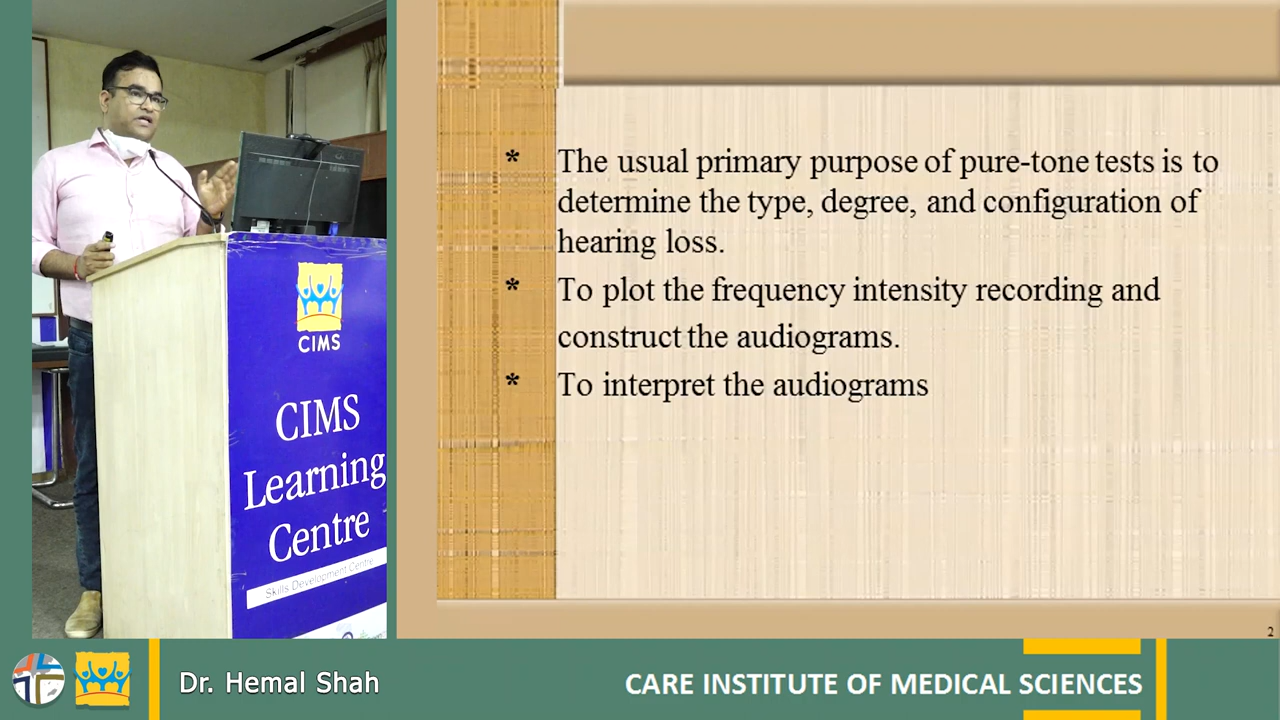 * The usual primary purpose of pure-tone tests is to
determine the type, degree, and configuration of
hearing loss.
* To plot the frequency intensity recording and
construct the audiograms.
* To interpret the audiograms
2
CIMS
CIMS
Learning
Centre
Skills Development Centre
Dr. Hemal Shah
CARE INSTITUTE OF MEDICAL SCIENCES